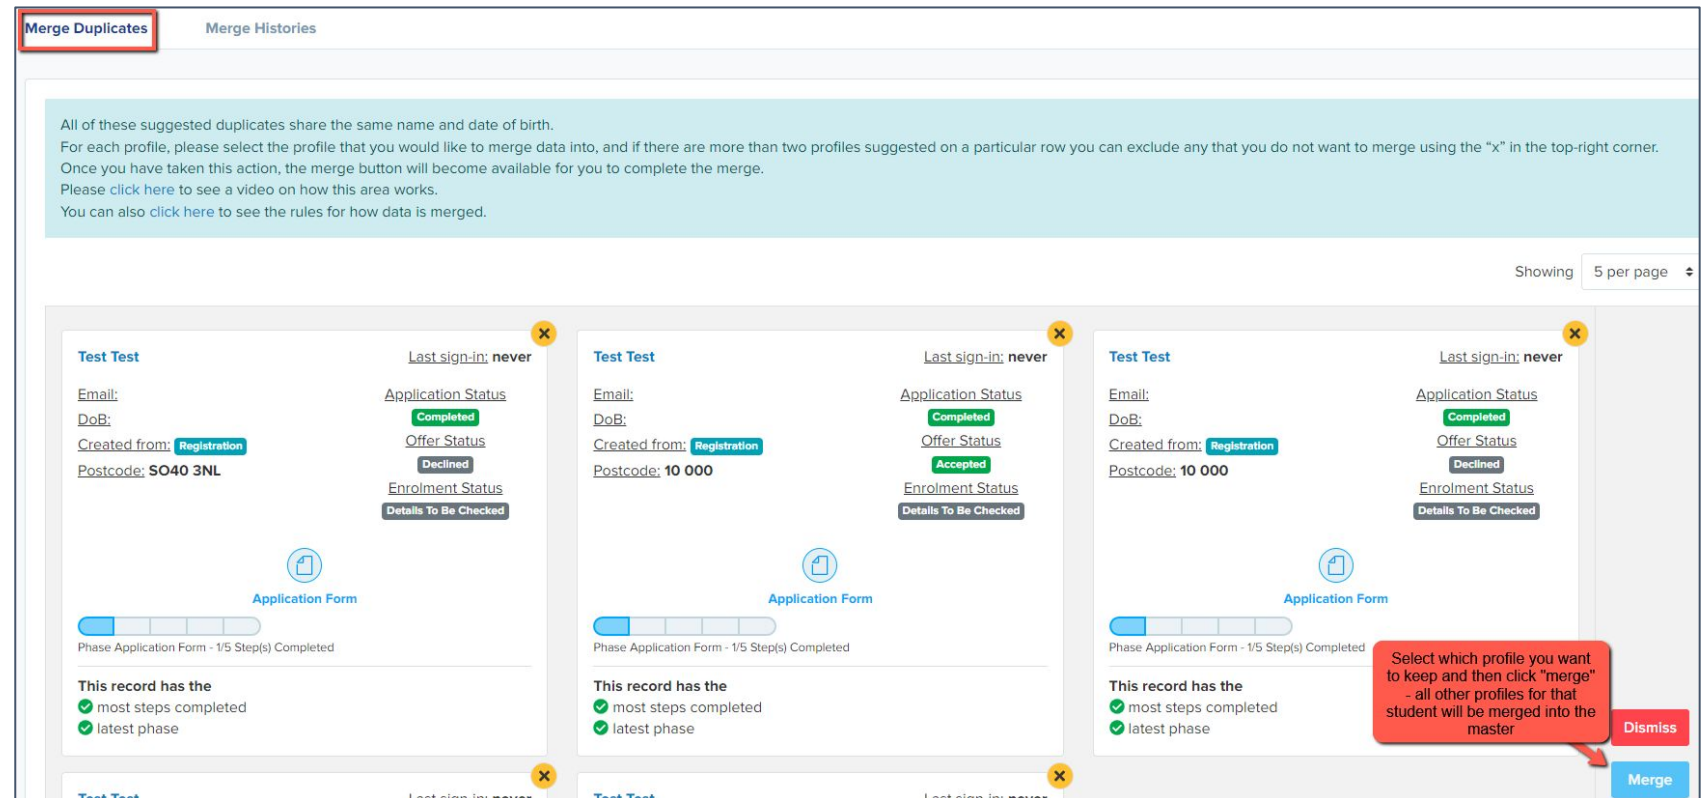 Merge Duplicates
Merge Histories
All of these suggested duplicates share the same name and date of birth.
For each profile, please select the profile that you would like to merge data into, and if there are more than two profiles suggested on a particular row you can exclude any that you do not want to merge using the “x” in the top-right corner.
Once you have taken this action, the merge button will become available for you to complete the merge.
Please click here to see a video on how this area works.
You can also click here to see the rules for how data is merged.
Showing
5 per page
Test Test
Last sign-in: never
Email:
DoB:
Created from: Registration
Postcode: SO40 3NL
Application Status
Completed
Offer Status
Declined
Enrolment Status
Details To Be Checked
Application Form
Phase Application Form - 1/5 Step(s) Completed
This record has the
most steps completed
latest phase
Test Test
Last sign-in: never
Email:
DoB:
Created from: Registration
Postcode: 10 000
Application Status
Completed
Offer Status
Accepted
Enrolment Status
Details To Be Checked
Application Form
Phase Application Form - 1/5 Step(s) Completed
This record has the
most steps completed
latest phase
Test Test
Last sign-in: never
Email:
DoB:
Created from: Registration
Postcode: 10 000
Application Status
Completed
Offer Status
Declined
Enrolment Status
Details To Be Checked
Application Form
Phase Application Form - 1/5 Step(s) Completed
This record has the
most steps completed
latest phase
Select which profile you want
to keep and then click "merge"
- all other profiles for that
student will be merged into the
master
Dismiss
Merge
Test Test
Last sign-in: never
Test Test
Last sign-in: never